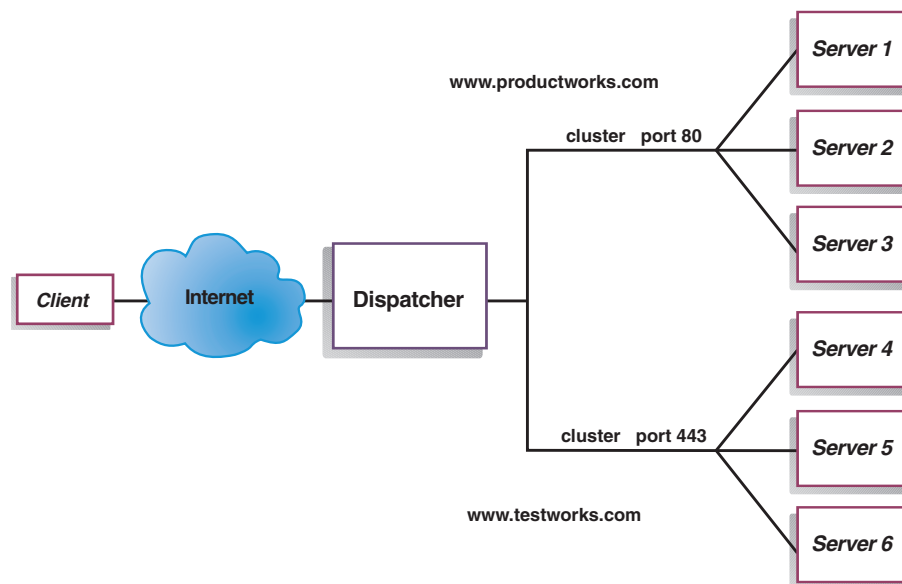 Server 1
www.productworks.com
cluster port 80
Server 2
Server 3
Client
Internet
Dispatcher
Server 4
cluster port 443
Server 5
www.testworks.com
Server 6